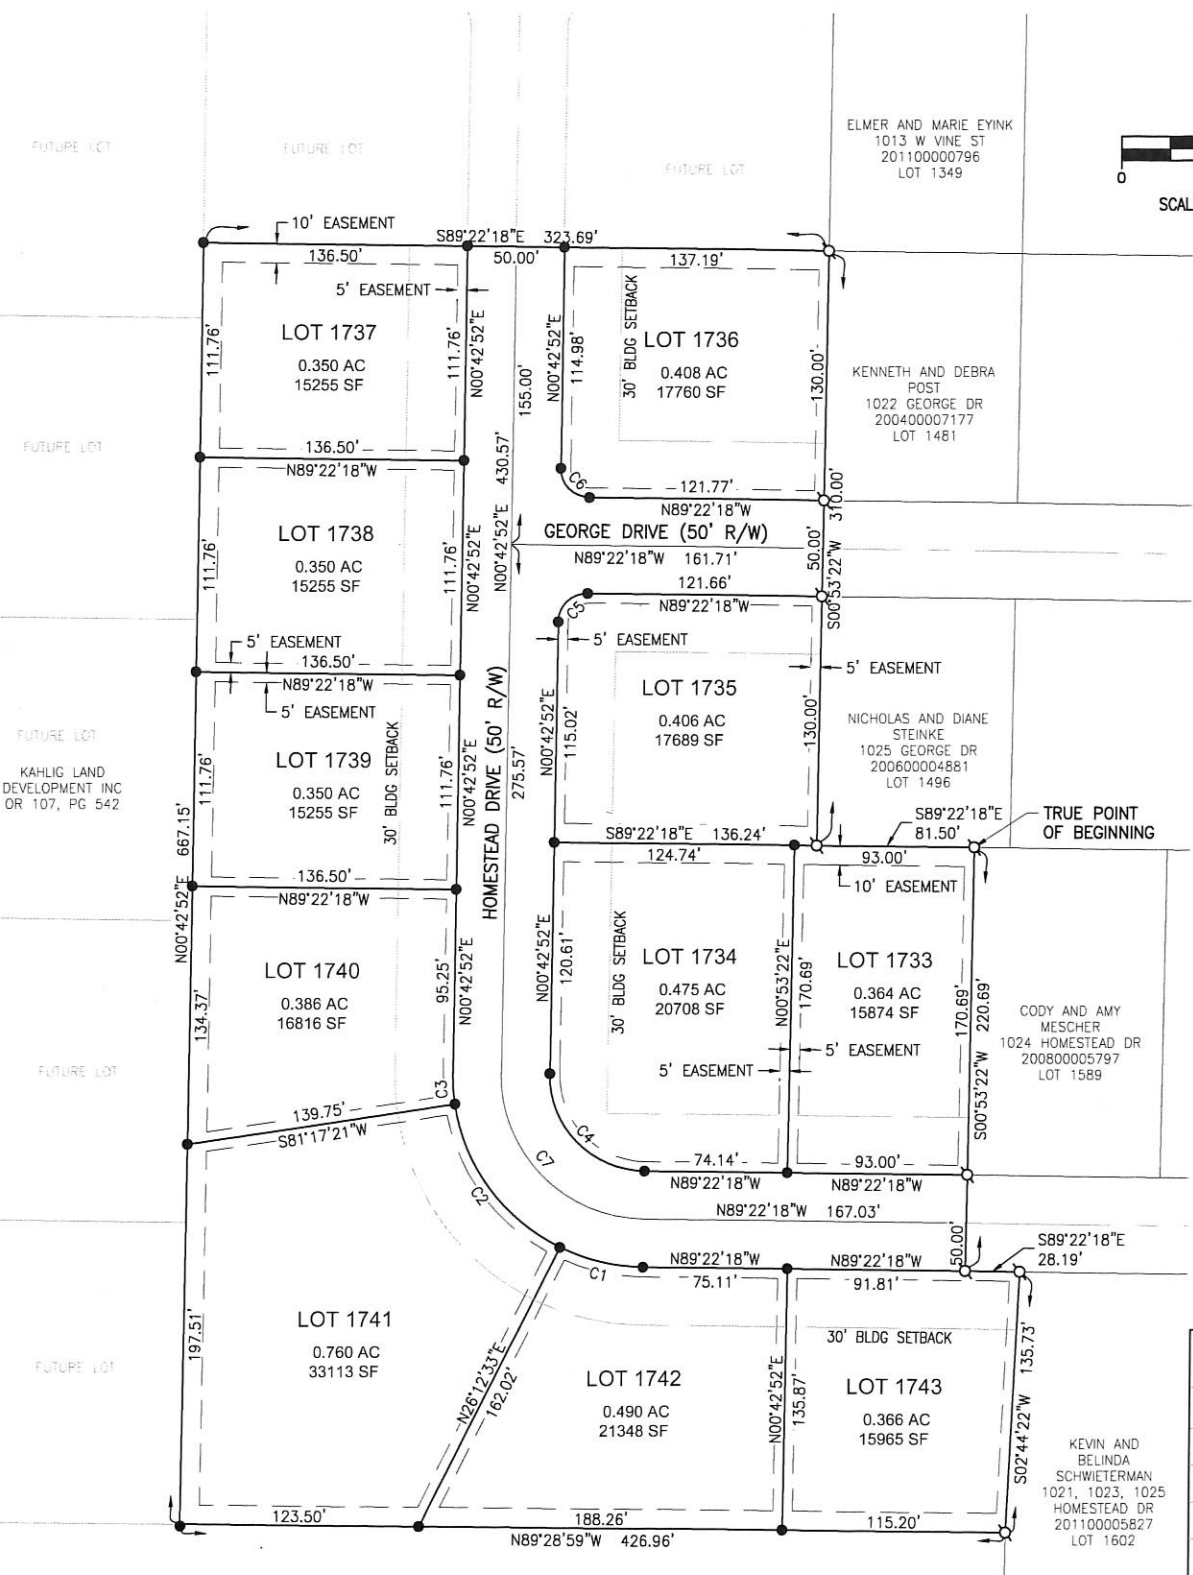 FUTURE LOT
FUTURE LOT
FUTURE LOT
ELMER AND MARIE EYINK
1013 W VINE ST
201100000796
LOT 1349
0
SCAL
10' EASEMENT
S89°22'18"E 323.69'
136.50'
50.00'
137.19'
5' EASEMENT
LOT 1737
0.350 AC
15255 SF
111.76'
111.76'
N00°42'52"E
136.50'
N89°22'18"W
155.00'
N00°42'52"E
114.98'
30' BLDG SETBACK
LOT 1736
0.408 AC
17760 SF
130.00'
KENNETH AND DEBRA
POST
1022 GEORGE DR
200400007177
LOT 1481
C6
121.77'
N89°22'18"W
FUTURE LOT
LOT 1738
0.350 AC
15255 SF
111.76'
111.76'
N00°42'52"E
N00°42'52"E 430.57'
GEORGE DRIVE (50' R/W)
N89°22'18"W 161.71'
50.00'
S00°53'22"W 310.00'
121.66'
N89°22'18"W
C5
5' EASEMENT
136.50'
N89°22'18"W
5' EASEMENT
5' EASEMENT
5' EASEMENT
LOT 1735
0.406 AC
17689 SF
N00°42'52"E
115.02'
130.00'
NICHOLAS AND DIANE
STEINKE
1025 GEORGE DR
200600004881
LOT 1496
FUTURE LOT
KAHLIG LAND
DEVELOPMENT INC
OR 107, PG 542
LOT 1739
0.350 AC
15255 SF
111.76'
30' BLDG SETBACK
111.76'
N00°42'52"E
HOMESTEAD DRIVE (50' R/W)
275.57'
S89°22'18"E 136.24'
124.74'
S89°22'18"E
81.50'
TRUE POINT
OF BEGINNING
93.00'
10' EASEMENT
N00°42'52"E 667.15'
136.50'
N89°22'18"W
LOT 1740
0.386 AC
16816 SF
134.37'
95.25'
N00°42'52"E
C3
139.75'
S81°17'21"W
N00°42'52"E
120.61'
30' BLDG SETBACK
LOT 1734
0.475 AC
20708 SF
N00°53'22"E
170.69'
LOT 1733
0.364 AC
15874 SF
170.69'
S00°53'22"W 220.69'
5' EASEMENT
5' EASEMENT
CODY AND AMY
MESCHER
1024 HOMESTEAD DR
200800005797
LOT 1589
FUTURE LOT
C4
C7
C2
74.14'
N89°22'18"W
93.00'
N89°22'18"W
N89°22'18"W 167.03'
50.00'
S89°22'18"E
28.19'
C1
N89°22'18"W
75.11'
N89°22'18"W
91.81'
LOT 1741
0.760 AC
33113 SF
197.51'
FUTURE LOT
N26°12'33"E
162.02'
LOT 1742
0.490 AC
21348 SF
N00°42'52"E
135.87'
30' BLDG SETBACK
LOT 1743
0.366 AC
15965 SF
S02°44'22"W 135.73'
KEVIN AND
BELINDA
SCHWIETERMAN
1021, 1023, 1025
HOMESTEAD DR
201100005827
LOT 1602
123.50'
188.26'
115.20'
N89°28'59"W 426.96'